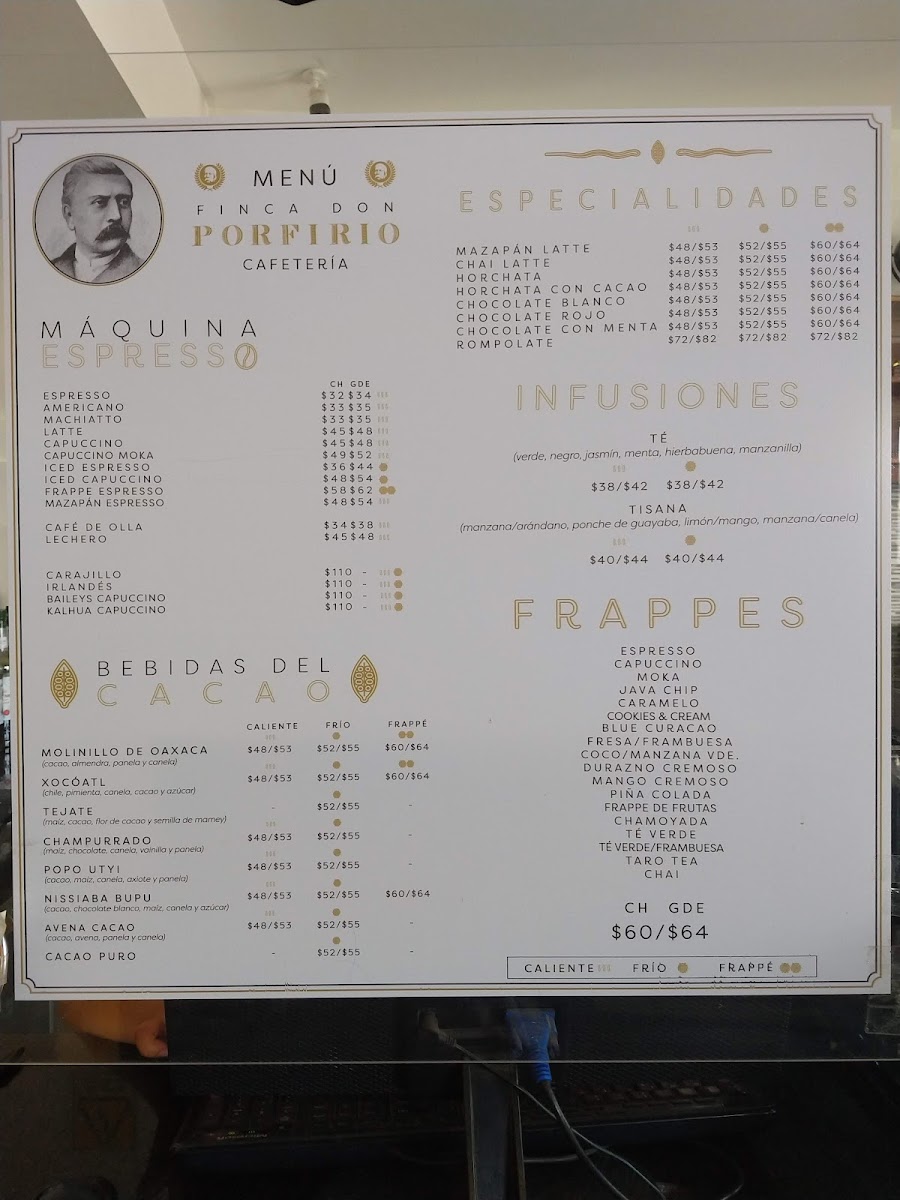 MENÚ
FINCA DON
PORFIRIO
CAFETERÍA
MÁQUINA
ESPRESSO
CH GDE
ESPRESSO $32 $34
AMERICANO $33 $35
MACHIATTO $33 $35
LATTE $45 $48
CAPUCCINO $45 $48
CAPUCCINO MOKA $49 $52
ICED ESPRESSO $36 $44
ICED CAPUCCINO $48 $54
FRAPPE ESPRESSO $58 $62
MAZAPÁN ESPRESSO $48 $54
CAFÉ DE OLLA $34 $38
LECHERO $45 $48
CARAJILLO $110 -
IRLANDÉS $110 -
BAILEYS CAPUCCINO $110 -
KALHUA CAPUCCINO $110 -
BEBIDAS DEL
CACAO
CALIENTE FRÍO FRAPPÉ
MOLINILLO DE OAXACA $48/$53 $52/$55 $60/$64
(cacao, almendra, panela y canela)
XOCÓATL $48/$53 $52/$55 $60/$64
(chile, pimienta, canela, cacao y azúcar)
TEJATE - $52/$55
(maíz, cacao, flor de cacao y semilla de mamey)
CHAMPURRADO $48/$53 $52/$55 -
(maíz, chocolate, canela, vainilla y panela)
POPO UTYI $48/$53 $52/$55 -
(cacao, maíz, canela, axiote y panela)
NISSIABA BUPU $48/$53 $52/$55 $60/$64
(cacao, chocolate blanco, maíz, canela y azúcar)
AVENA CACAO $48/$53 $52/$55 -
(cacao, avena, panela y canela)
CACAO PURO - $52/$55 -
ESPECIALIDADES
MAZAPÁN LATTE $48/$53 $52/$55 $60/$64
CHAI LATTE $48/$53 $52/$55 $60/$64
HORCHATA $48/$53 $52/$55 $60/$64
HORCHATA CON CACAO $48/$53 $52/$55 $60/$64
CHOCOLATE BLANCO $48/$53 $52/$55 $60/$64
CHOCOLATE ROJO $48/$53 $52/$55 $60/$64
CHOCOLATE CON MENTA $48/$53 $52/$55 $60/$64
ROMPOLATE $72/$82 $72/$82 $72/$82
INFUSIONES
TÉ
(verde, negro, jasmín, menta, hierbabuena, manzanilla)
$38/$42 $38/$42
TISANA
(manzana/arándano, ponche de guayaba, limón/mango, manzana/canela)
$40/$44 $40/$44
FRAPPES
ESPRESSO
CAPUCCINO
MOKA
JAVA CHIP
CARAMELO
COOKIES & CREAM
BLUE CURACAO
FRESA/FRAMBUESA
COCO/MANZANA VDE.
DURAZNO CREMOSO
MANGO CREMOSO
PIÑA COLADA
FRAPPE DE FRUTAS
CHAMOYADA
TÉ VERDE
TÉ VERDE/FRAMBUESA
TARO TEA
CHAI
CH GDE
$60/$64
CALIENTE FRÍO FRAPPÉ